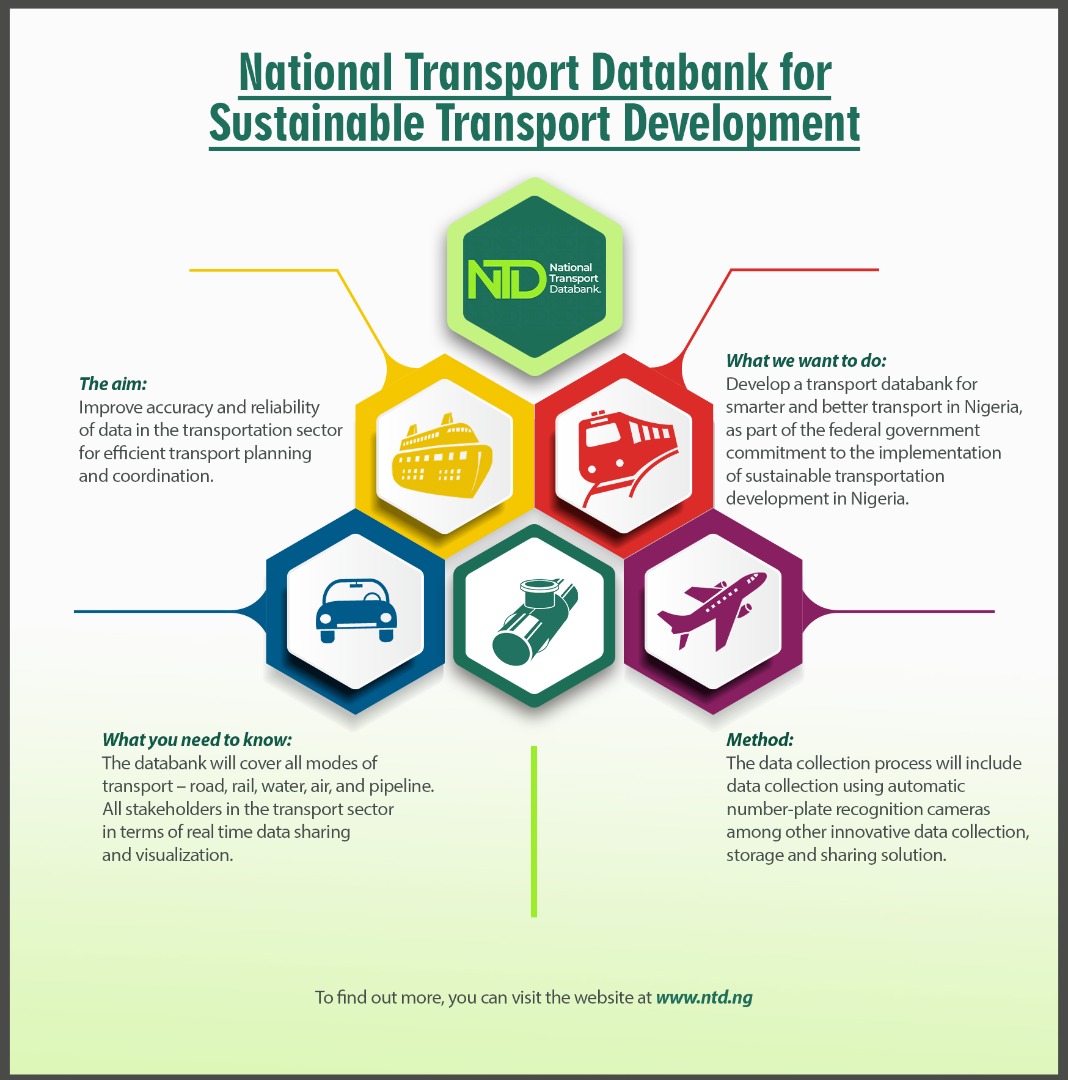 National Transport Databank for
Sustainable Transport Development
NTD
National
Transport
Databank.
The aim:
Improve accuracy and reliability
of data in the transportation sector
for efficient transport planning
and coordination.
What we want to do:
Develop a transport databank for
smarter and better transport in Nigeria,
as part of the federal government
commitment to the implementation
of sustainable transportation
development in Nigeria.
What you need to know:
The databank will cover all modes of
transport – road, rail, water, air, and pipeline.
All stakeholders in the transport sector
in terms of real time data sharing
and visualization.
Method:
The data collection process will include
data collection using automatic
number-plate recognition cameras
among other innovative data collection,
storage and sharing solution.
To find out more, you can visit the website at www.ntd.ng